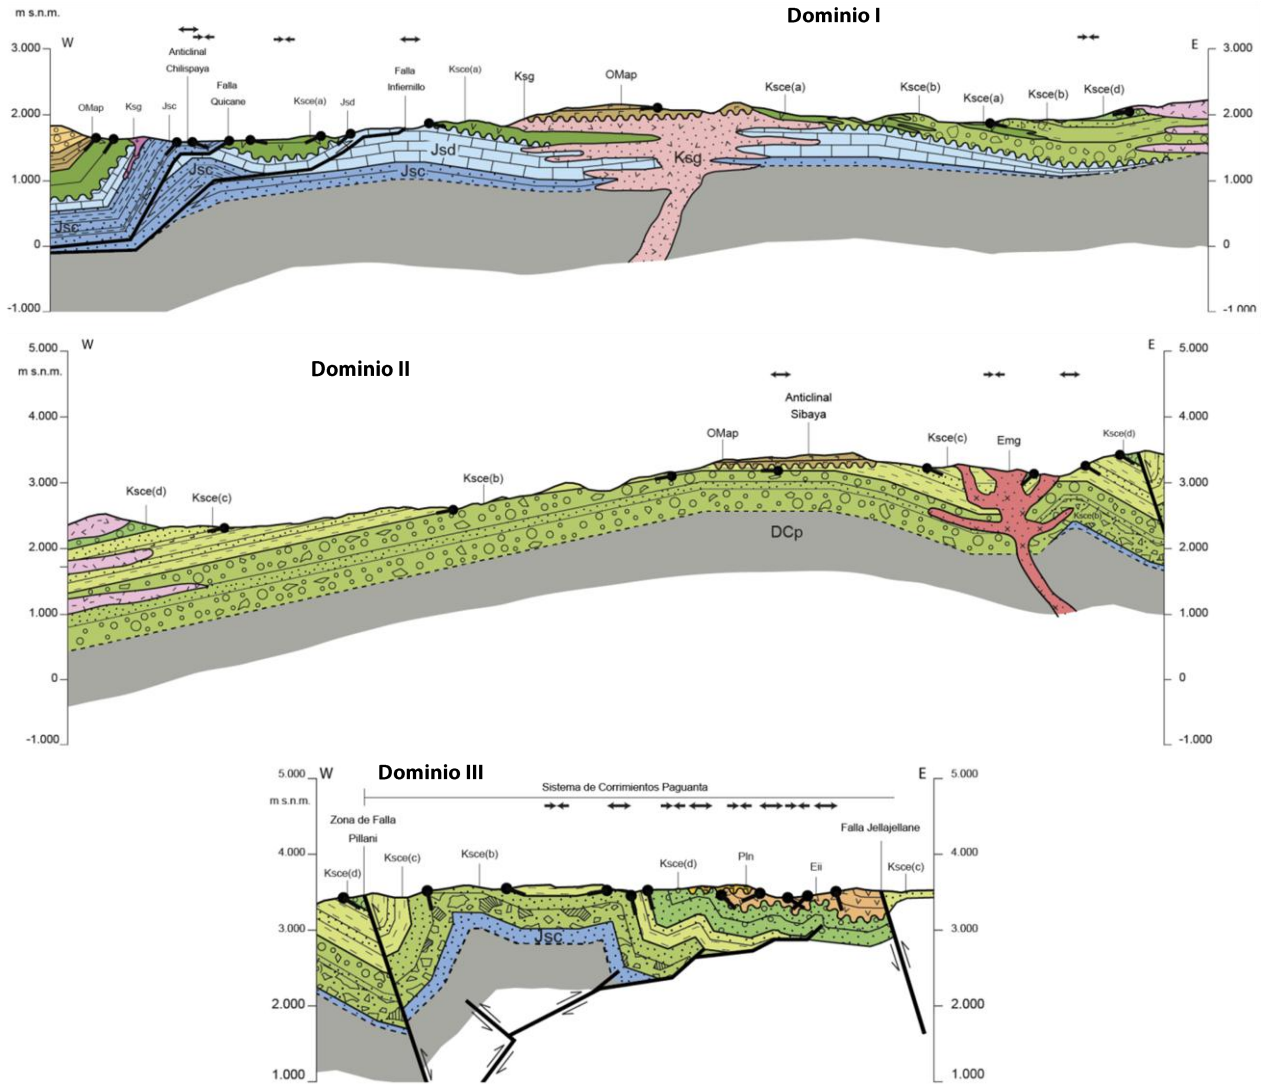 Dominio I
m s.n.m.
W
E
3.000
3.000
Anticlinal
Chilispaya
Falla
Quicane
Falla
Infiernillo
Ksce(a)
Ksg
OMap
Ksce(a)
Ksce(b)
Ksce(a)
Ksce(b)
Ksce(d)
OMap
Ksg
Jsc
Ksce(a)
Jsd
2.000
2.000
Jsd
Ksg
Jsc
Jsc
1.000
1.000
Jsc
0
0
-1.000
-1.000
5.000
W
Dominio II
E
5.000
m s.n.m.
m s.n.m.
4.000
4.000
Anticlinal
Sibaya
OMap
Ksce(c)
Emg
Ksce(d)
3.000
3.000
Ksce(d)
Ksce(c)
Ksce(b)
Ksce(b)
DCp
2.000
2.000
1.000
1.000
0
0
-1.000
-1.000
5.000
W
Dominio III
E
5.000
m s.n.m.
m s.n.m.
Sistema de Corrimientos Paguanta
Zona de Falla
Pillani
Falla Jellajellane
4.000
4.000
Ksce(d)
Ksce(c)
Ksce(b)
Ksce(d)
Pln
Eii
Ksce(c)
3.000
3.000
Jsc
2.000
2.000
1.000
1.000